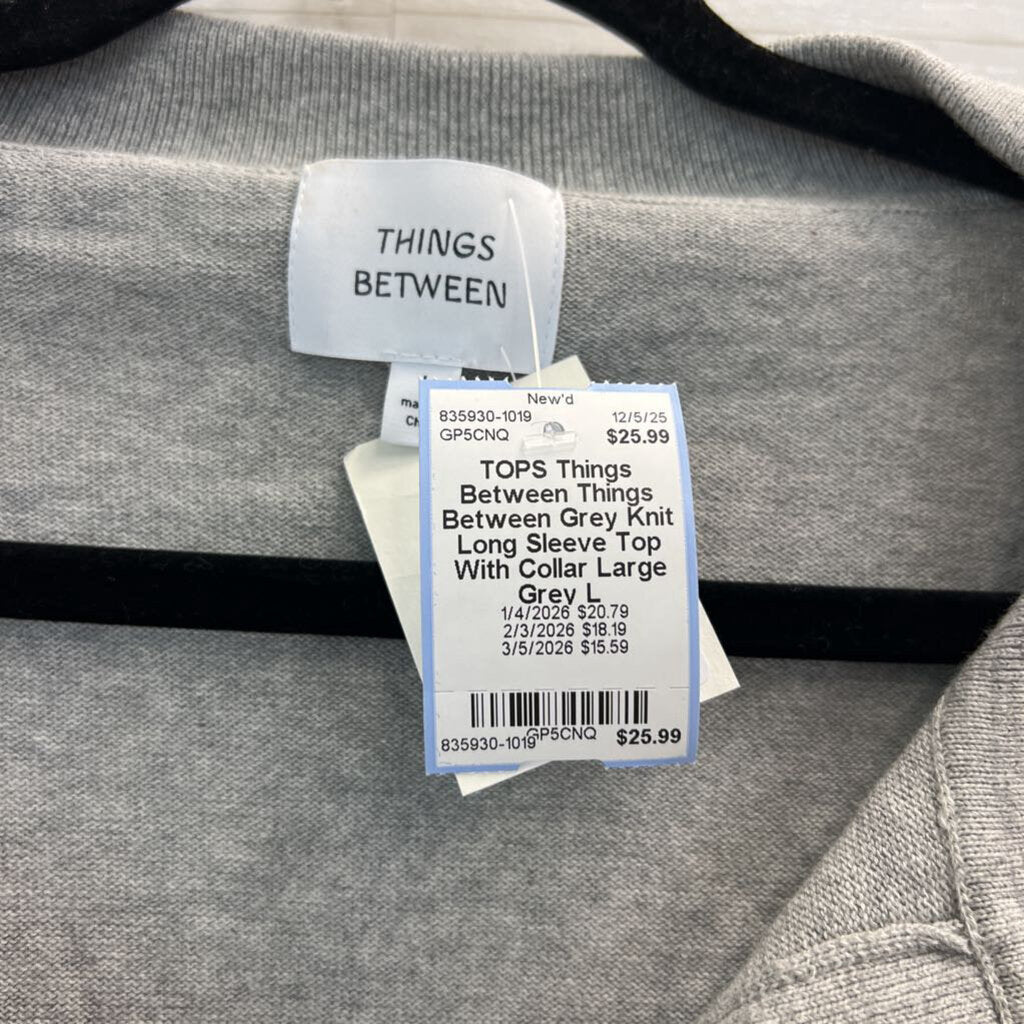 THINGS
BETWEEN
ma
Ch
New'd
835930-1019 12/5/25
GP5CNQ $25.99
TOPS Things
Between Things
Between Grey Knit
Long Sleeve Top
With Collar Large
Grey L
1/4/2026 $20.79
2/3/2026 $18.19
3/5/2026 $15.59
GP5CNQ
835930-1019 $25.99